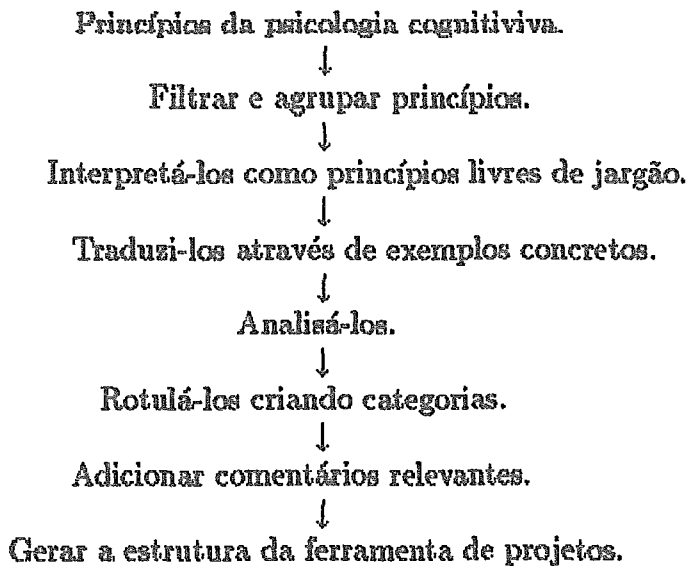 Princípios da psicologia cognitiviva.
↓
Filtrar e agrupar princípios.
↓
Interpretá-los como princípios livres de jargão.
↓
Traduzi-los através de exemplos concretos.
↓
Analisá-los.
↓
Rotulá-los criando categorias.
↓
Adicionar comentários relevantes.
↓
Gerar a estrutura da ferramenta de projetos.